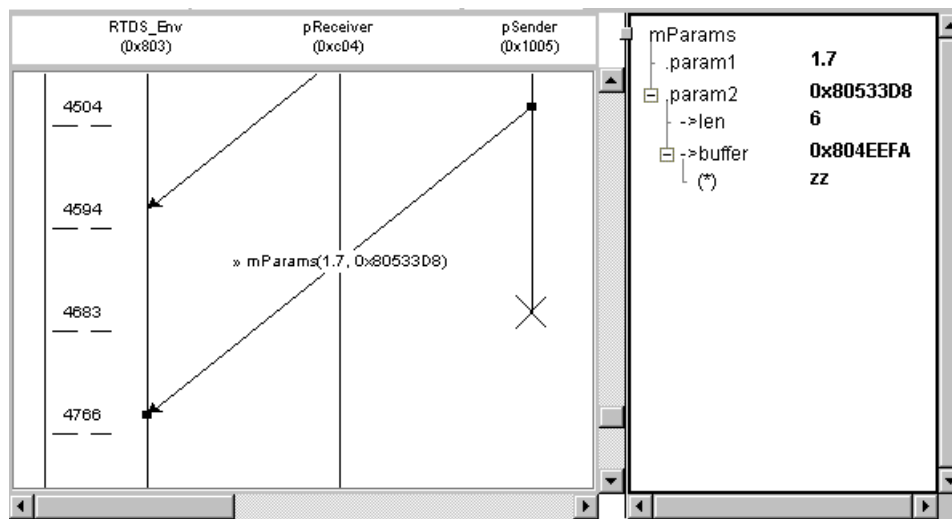 RTDS_Env pReceiver pSender
(0x803) (0xc04) (0x1005)
4504
4594
» mParams(1.7, 0x80533D8)
4683
4766
mParams
.param1 1.7
.param2 0x80533D8
->len 6
->buffer 0x804EEFA
(*) zz